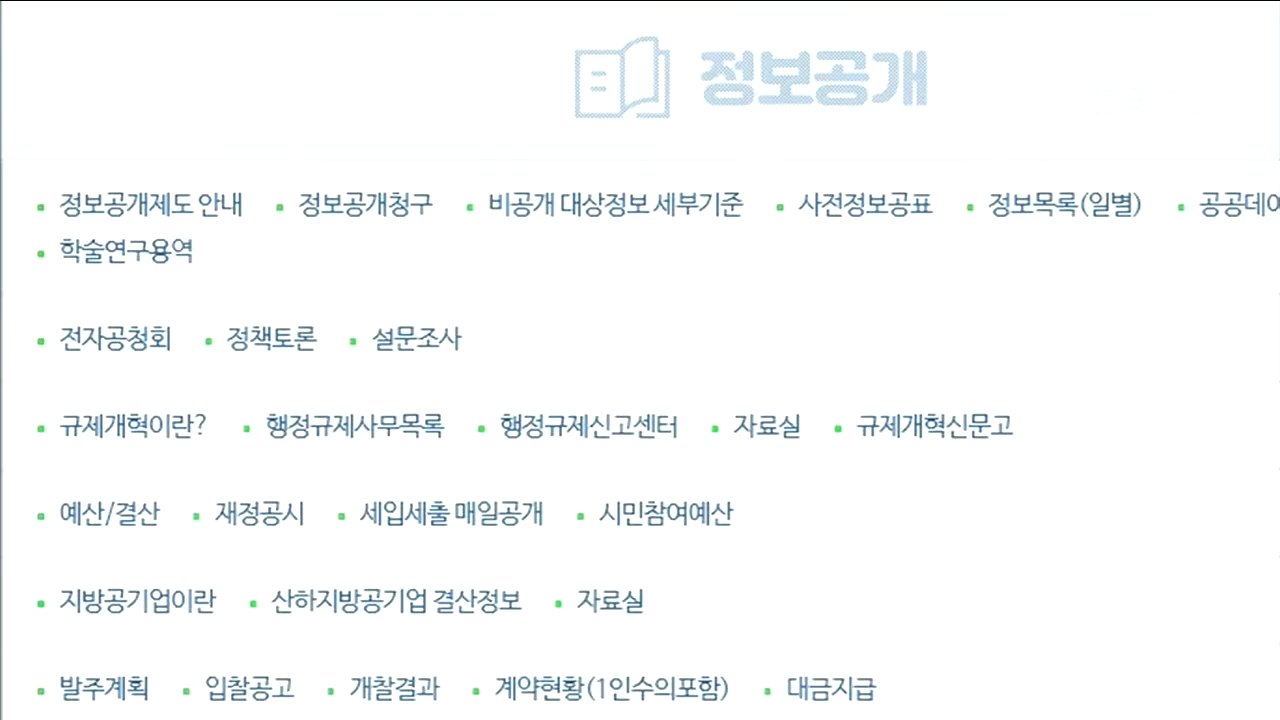 정보공개
정보공개제도 안내 정보공개청구 비공개 대상정보 세부기준 사전정보공표 정보목록(일별) 공공데이
학술연구용역
전자공청회 정책토론 설문조사
규제개혁이란? 행정규제사무목록 행정규제신고센터 자료실 규제개혁신문고
예산/결산 재정공시 세입세출 매일공개 시민참여예산
지방공기업이란 산하지방공기업 결산정보 자료실
발주계획 입찰공고 개찰결과 계약현황(1인수의포함) 대금지급